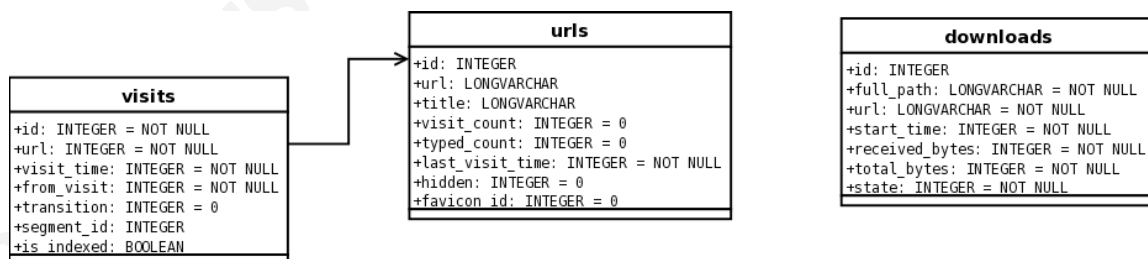 visits
+id: INTEGER = NOT NULL
+url: INTEGER = NOT NULL
+visit_time: INTEGER = NOT NULL
+from_visit: INTEGER = NOT NULL
+transition: INTEGER = 0
+segment_id: INTEGER
+is_indexed: BOOLEAN
urls
+id: INTEGER
+url: LONGVARCHAR
+title: LONGVARCHAR
+visit_count: INTEGER = 0
+typed_count: INTEGER = 0
+last_visit_time: INTEGER = NOT NULL
+hidden: INTEGER = 0
+favicon_id: INTEGER = 0
downloads
+id: INTEGER
+full_path: LONGVARCHAR = NOT NULL
+url: LONGVARCHAR = NOT NULL
+start_time: INTEGER = NOT NULL
+received_bytes: INTEGER = NOT NULL
+total_bytes: INTEGER = NOT NULL
+state: INTEGER = NOT NULL